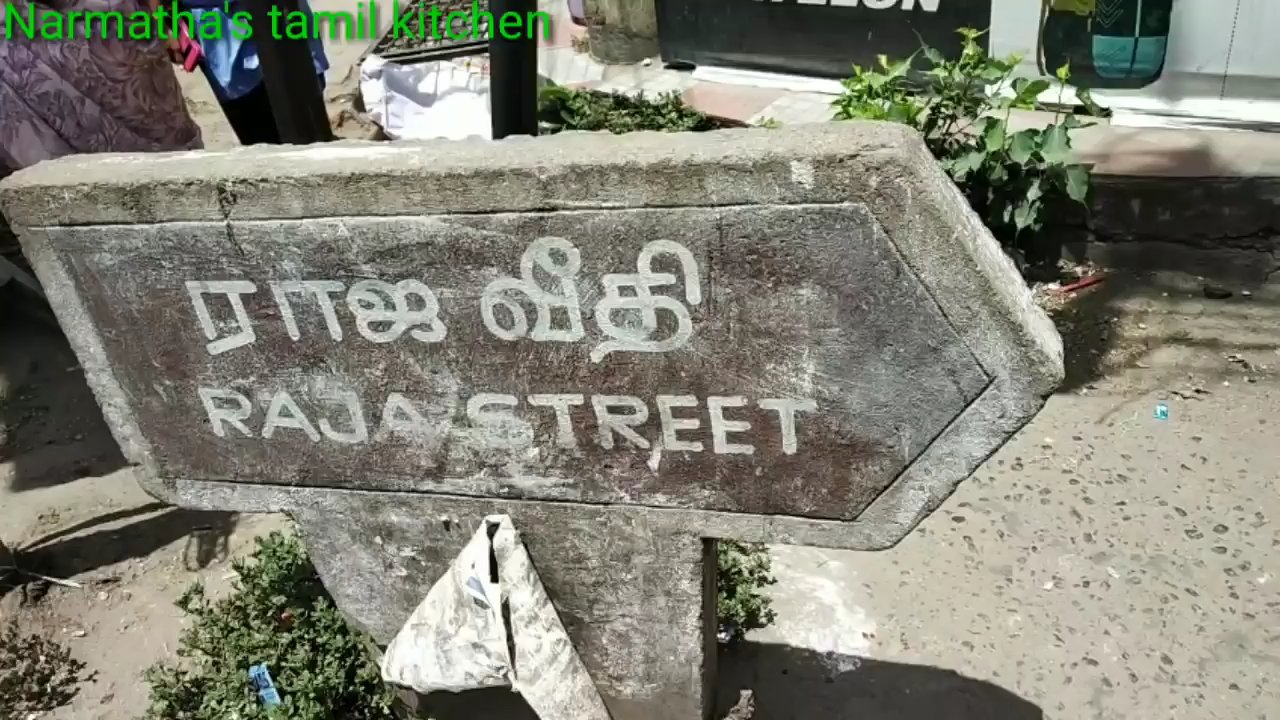 Narmatha's tamil kitchen
ராஜ வீதி
RAJA STREET